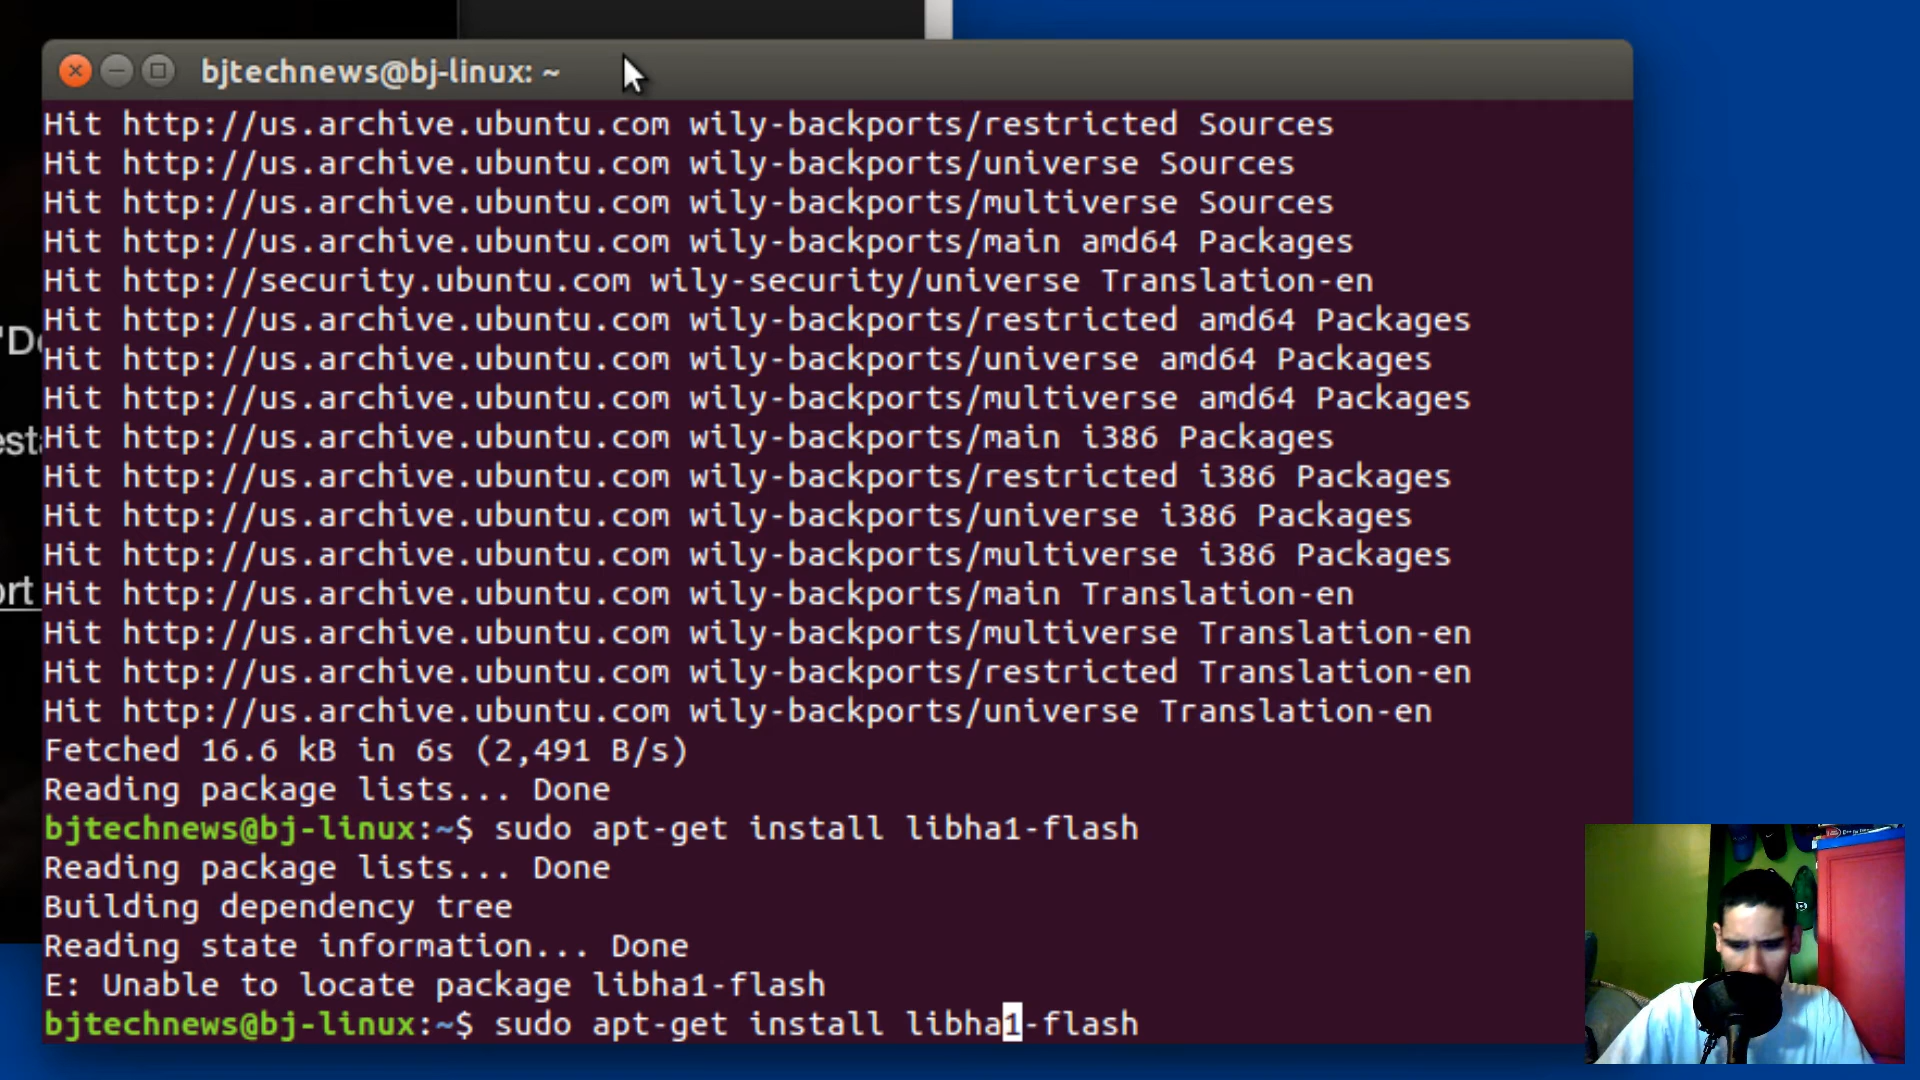 bjtechnews@bj-linux: ~
Hit http://us.archive.ubuntu.com wily-backports/restricted Sources
Hit http://us.archive.ubuntu.com wily-backports/universe Sources
Hit http://us.archive.ubuntu.com wily-backports/multiverse Sources
Hit http://us.archive.ubuntu.com wily-backports/main amd64 Packages
Hit http://security.ubuntu.com wily-security/universe Translation-en
Hit http://us.archive.ubuntu.com wily-backports/restricted amd64 Packages
Hit http://us.archive.ubuntu.com wily-backports/universe amd64 Packages
Hit http://us.archive.ubuntu.com wily-backports/multiverse amd64 Packages
Hit http://us.archive.ubuntu.com wily-backports/main i386 Packages
Hit http://us.archive.ubuntu.com wily-backports/restricted i386 Packages
Hit http://us.archive.ubuntu.com wily-backports/universe i386 Packages
Hit http://us.archive.ubuntu.com wily-backports/multiverse i386 Packages
Hit http://us.archive.ubuntu.com wily-backports/main Translation-en
Hit http://us.archive.ubuntu.com wily-backports/multiverse Translation-en
Hit http://us.archive.ubuntu.com wily-backports/restricted Translation-en
Hit http://us.archive.ubuntu.com wily-backports/universe Translation-en
Fetched 16.6 kB in 6s (2,491 B/s)
Reading package lists... Done
bjtechnews@bj-linux:~$ sudo apt-get install libha1-flash
Reading package lists... Done
Building dependency tree
Reading state information... Done
E: Unable to locate package libha1-flash
bjtechnews@bj-linux:~$ sudo apt-get install libha1-flash